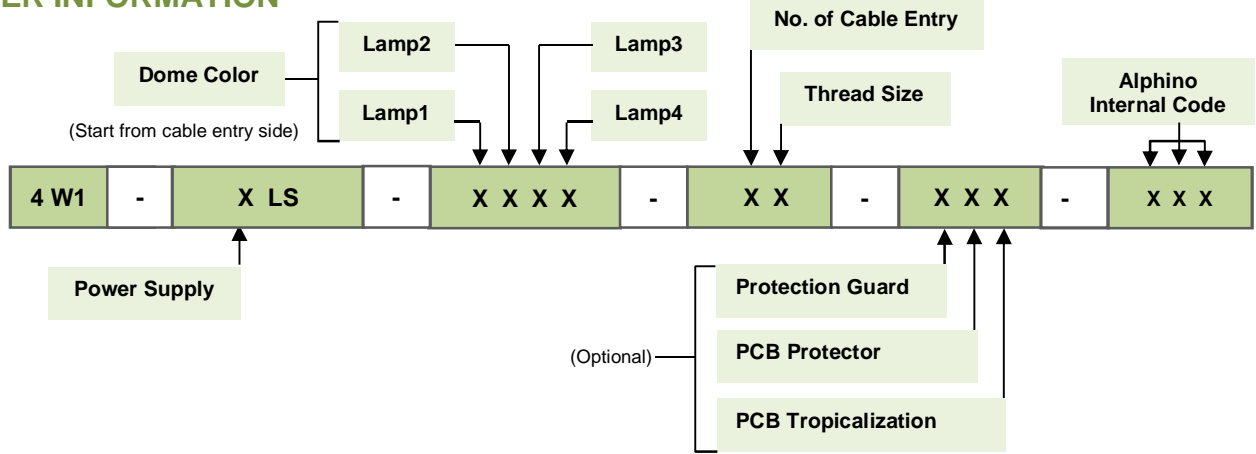 ER INFORMATION
No. of Cable Entry
Lamp2
Lamp3
Dome Color
Alphino
Internal Code
Thread Size
Lamp1
Lamp4
(Start from cable entry side)
4 W1 - X LS - X X X X - X X - X X X - X X X
Power Supply
Protection Guard
(Optional)
PCB Protector
PCB Tropicalization